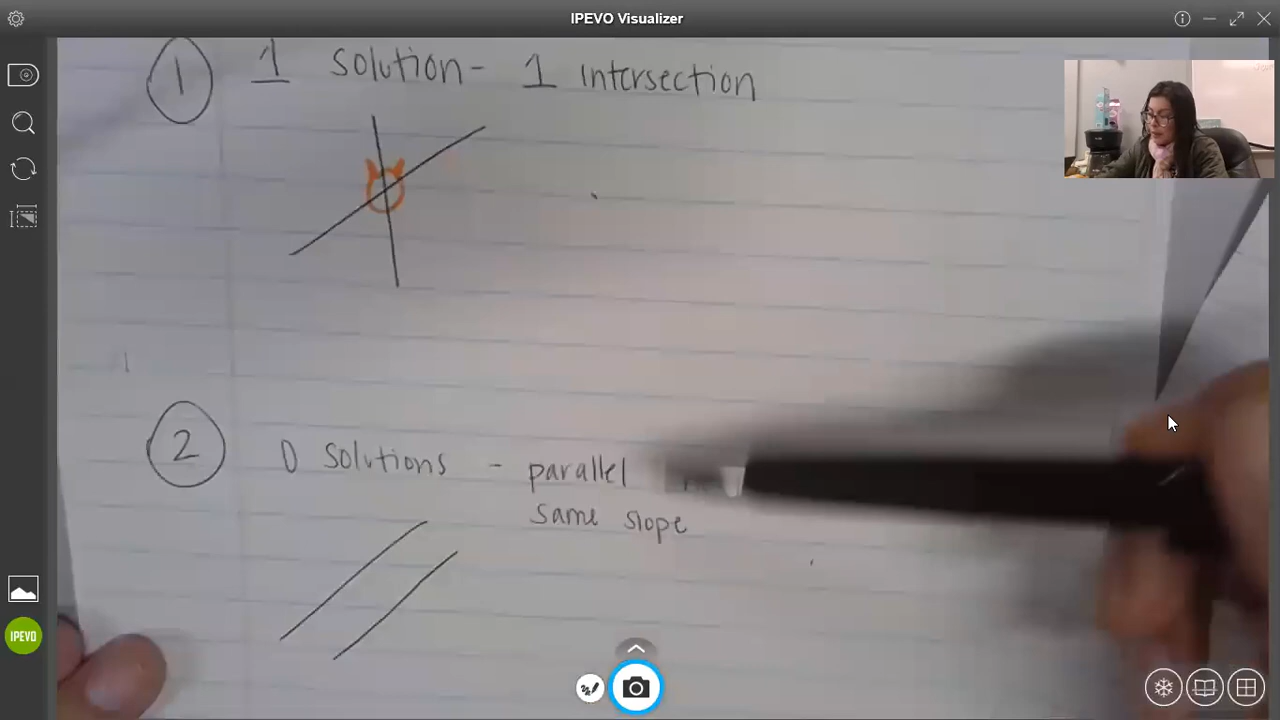 IPEVO Visualizer
1 1 solution - 1 intersection
2 0 solutions - parallel
same slope
IPEVO